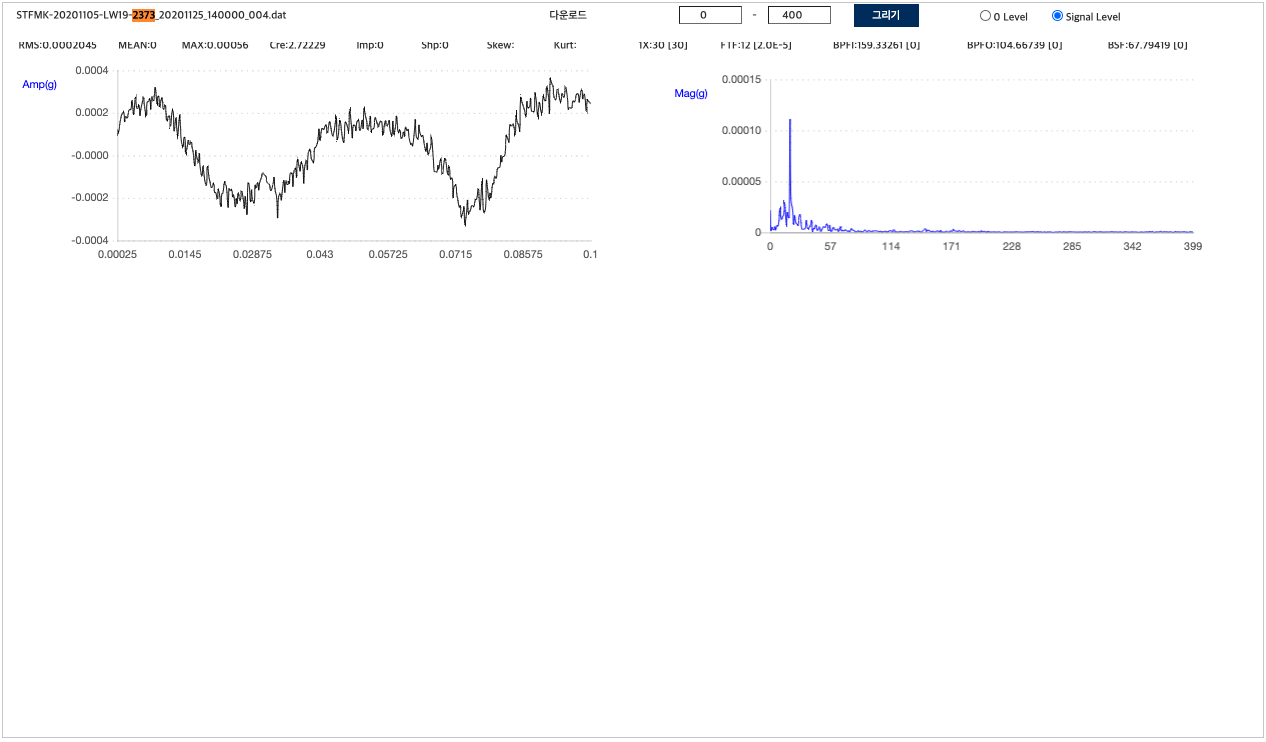 STFMK-20201105-LW19-2373_20201125_140000_004.dat 다운로드 0 - 400 그리기 0 Level Signal Level
RMS:0.0002045 MEAN:0 MAX:0.00056 Cre:2.72229 Imp:0 Shp:0 Skew: Kurt: 1X:30 [30] FTF:12 [2.0E-5] BPFI:159.33261 [0] BPFO:104.66739 [0] BSF:67.79419 [0]
Amp(g)
0.0004
0.0002
-0.0000
-0.0002
-0.0004
0.00025 0.0145 0.02875 0.043 0.05725 0.0715 0.08575 0.1
Mag(g)
0.00015
0.00010
0.00005
0
0 57 114 171 228 285 342 399